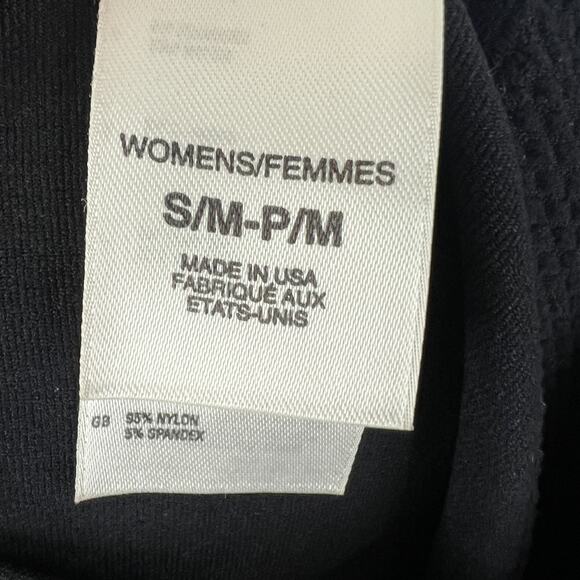 WOMENS/FEMMES
S/M-P/M
MADE IN USA
FABRIQUÉ AUX
ETATS-UNIS
GB 95% NYLON
5% SPANDEX